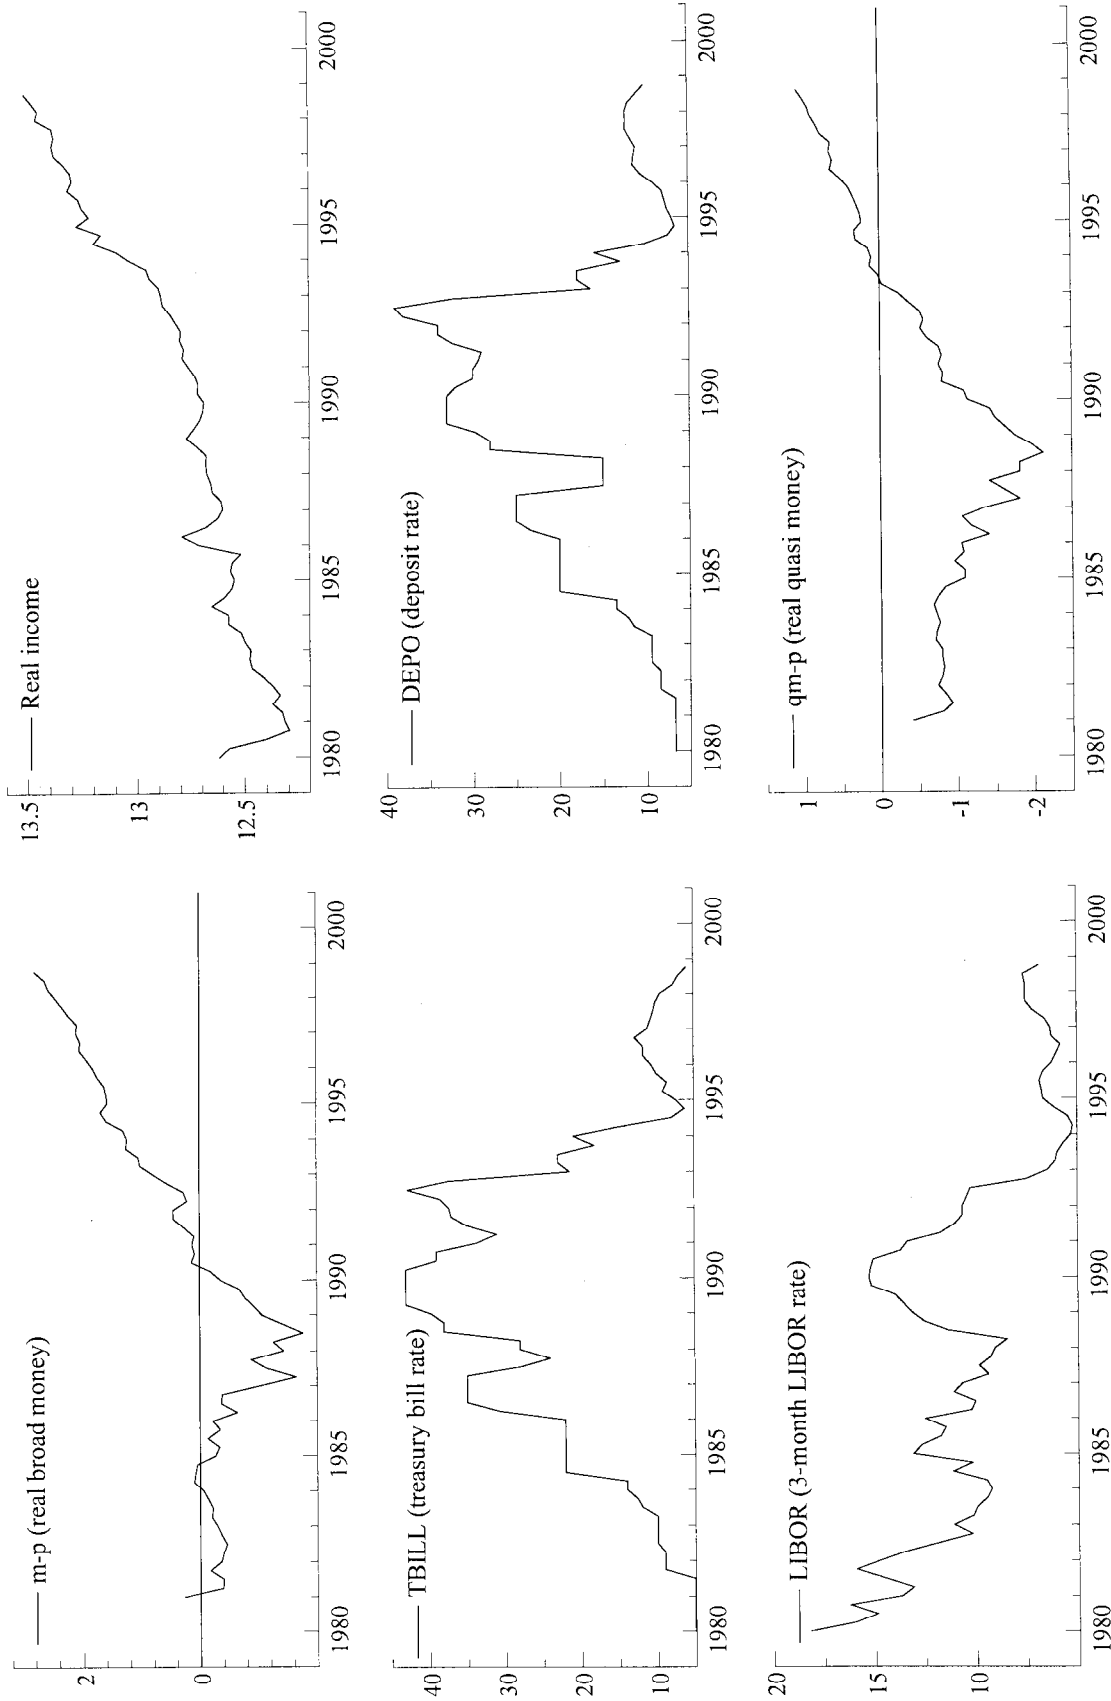 m-p (real broad money)
2
0
1980 1985 1990 1995 2000
Real income
13.5
13
12.5
1980 1985 1990 1995 2000
TBILL (treasury bill rate)
40
30
20
10
1980 1985 1990 1995 2000
DEPO (deposit rate)
40
30
20
10
1980 1985 1990 1995 2000
LIBOR (3-month LIBOR rate)
20
15
10
1980 1985 1990 1995 2000
qm-p (real quasi money)
1
0
-1
-2
1980 1985 1990 1995 2000